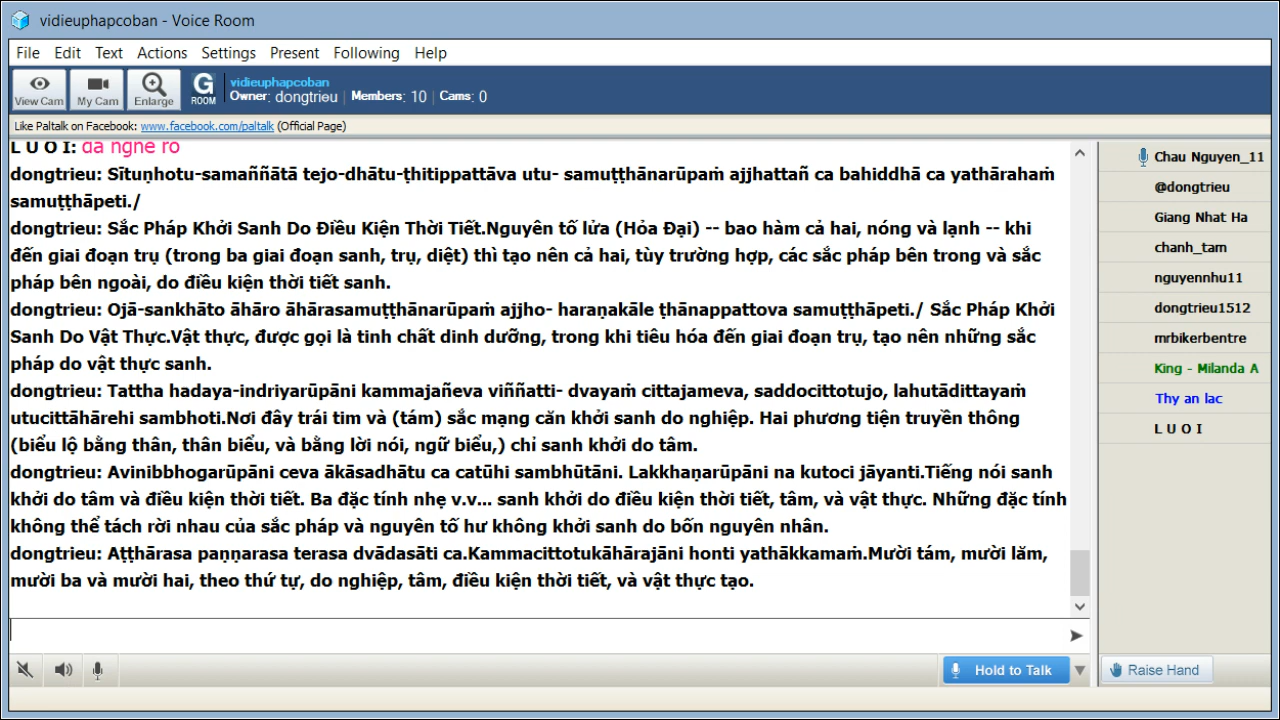 vidieuphapcoban - Voice Room
File Edit Text Actions Settings Present Following Help
View Cam My Cam Enlarge G ROOM
vidieuphapcoban
Owner: dongtrieu | Members: 10 | Cams: 0
Like Paltalk on Facebook: www.facebook.com/paltalk (Official Page)
L U O I: da nghe ro
dongtrieu: Sītuṇhotu-samaññātā tejo-dhātu-ṭhitippattāva utu- samuṭṭhānarūpaṁ ajjhattañ ca bahiddhā ca yathārahaṁ
samuṭṭhāpeti./
dongtrieu: Sắc Pháp Khởi Sanh Do Điều Kiện Thời Tiết.Nguyên tố lửa (Hỏa Đại) -- bao hàm cả hai, nóng và lạnh -- khi
đến giai đoạn trụ (trong ba giai đoạn sanh, trụ, diệt) thì tạo nên cả hai, tùy trường hợp, các sắc pháp bên trong và sắc
pháp bên ngoài, do điều kiện thời tiết sanh.
dongtrieu: Ojā-sankhāto āhāro āhārasamuṭṭhānarūpaṁ ajjho- haraṇakāle ṭhānappattova samuṭṭhāpeti./ Sắc Pháp Khởi
Sanh Do Vật Thực.Vật thực, được gọi là tinh chất dinh dưỡng, trong khi tiêu hóa đến giai đoạn trụ, tạo nên những sắc
pháp do vật thực sanh.
dongtrieu: Tattha hadaya-indriyarūpāni kammajañeva viññatti- dvayaṁ cittajameva, saddocittotujo, lahutādittayaṁ
utucittāhārehi sambhoti.Nơi đây trái tim và (tám) sắc mạng căn khởi sanh do nghiệp. Hai phương tiện truyền thông
(biểu lộ bằng thân, thân biểu, và bằng lời nói, ngữ biểu,) chỉ sanh khởi do tâm.
dongtrieu: Avinibbhogarūpāni ceva ākāsadhātu ca catūhi sambhūtāni. Lakkhaṇarūpāni na kutoci jāyanti.Tiếng nói sanh
khởi do tâm và điều kiện thời tiết. Ba đặc tính nhẹ v.v... sanh khởi do điều kiện thời tiết, tâm, và vật thực. Những đặc tính
không thể tách rời nhau của sắc pháp và nguyên tố hư không khởi sanh do bốn nguyên nhân.
dongtrieu: Aṭṭhārasa paṇṇarasa terasa dvādasāti ca.Kammacittotukāhārajāni honti yathākkamaṁ.Mười tám, mười lăm,
mười ba và mười hai, theo thứ tự, do nghiệp, tâm, điều kiện thời tiết, và vật thực tạo.
Chau Nguyen_11
@dongtrieu
Giang Nhat Ha
chanh_tam
nguyennhu11
dongtrieu1512
mrbikerbentre
King - Milanda A
Thy an lac
L U O I
Hold to Talk
Raise Hand